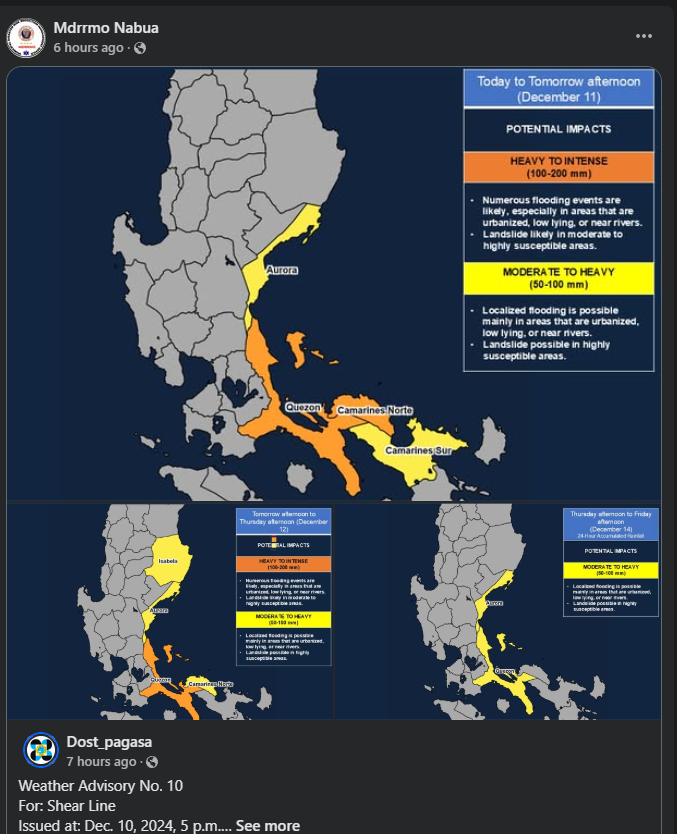 Mdrrmo Nabua
6 hours ago ·
Today to Tomorrow afternoon
(December 11)
POTENTIAL IMPACTS
HEAVY TO INTENSE
(100-200 mm)
• Numerous flooding events are
likely, especially in areas that are
urbanized, low lying, or near rivers.
• Landslide likely in moderate to
highly susceptible areas.
MODERATE TO HEAVY
(50-100 mm)
• Localized flooding is possible
mainly in areas that are urbanized,
low lying, or near rivers.
• Landslide possible in highly
susceptible areas.
Aurora
Quezon
Camarines Norte
Camarines Sur
Tomorrow afternoon to
Thursday afternoon (December
12)
POTENTIAL IMPACTS
HEAVY TO INTENSE
(100-200 mm)
• Numerous flooding events are
likely, especially in areas that are
urbanized, low lying, or near rivers.
• Landslide likely in moderate to
highly susceptible areas.
MODERATE TO HEAVY
(50-100 mm)
• Localized flooding is possible
mainly in areas that are urbanized,
low lying, or near rivers.
• Landslide possible in highly
susceptible areas.
Isabela
Aurora
Quezon
Camarines Norte
Thursday afternoon to Friday
afternoon
(December 14)
24-Hour Accumulated Rainfall
POTENTIAL IMPACTS
MODERATE TO HEAVY
(50-100 mm)
• Localized flooding is possible
mainly in areas that are urbanized,
low lying, or near rivers.
• Landslide possible in highly
susceptible areas.
Aurora
Quezon
Dost_pagasa
7 hours ago ·
Weather Advisory No. 10
For: Shear Line
Issued at: Dec. 10, 2024, 5 p.m.... See more